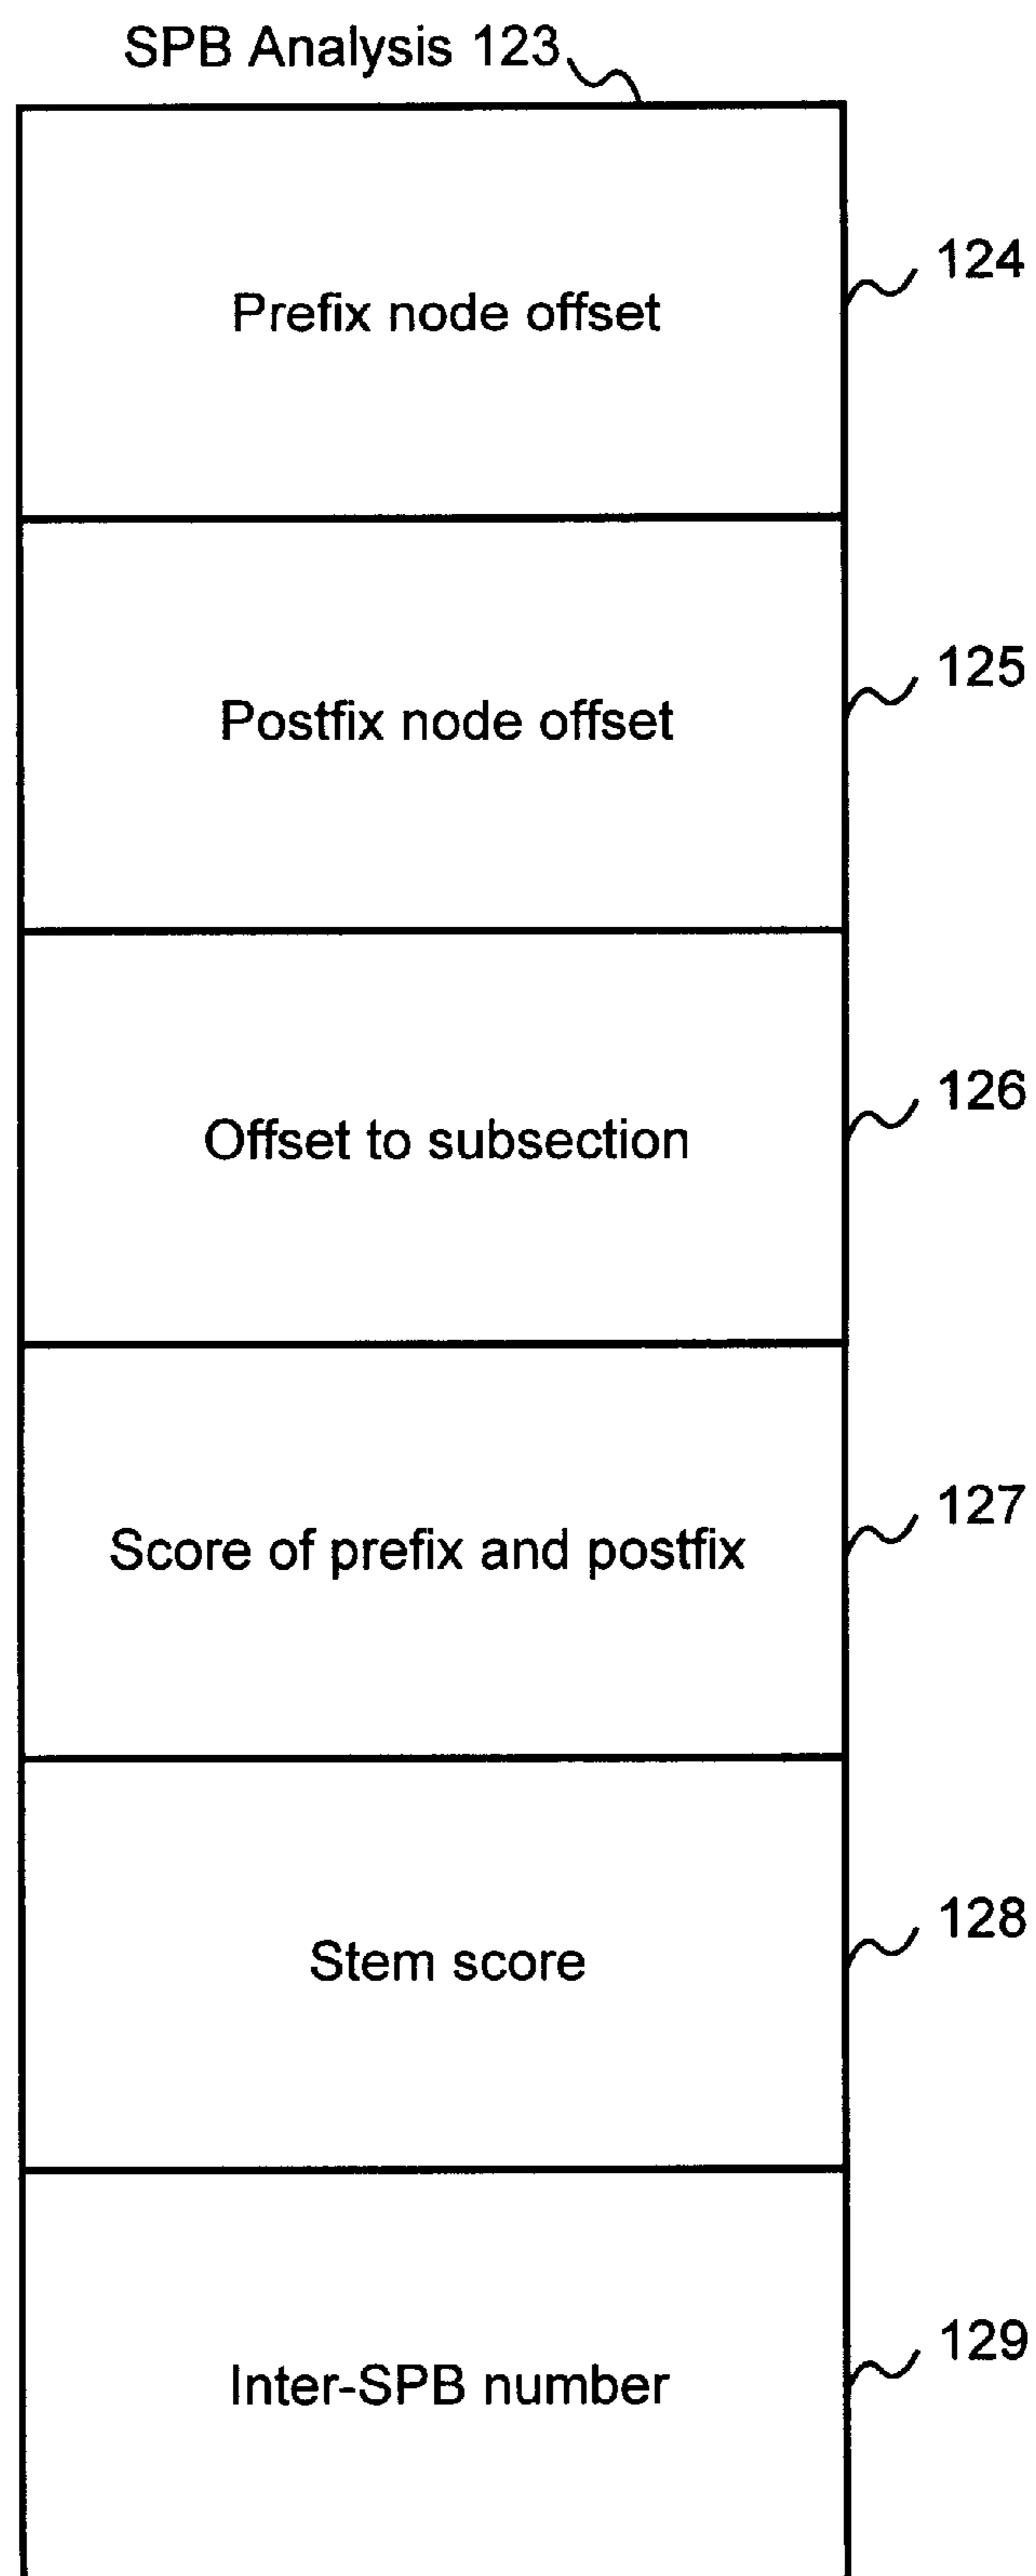 SPB Analysis 123
Prefix node offset
124
Postfix node offset
125
Offset to subsection
126
Score of prefix and postfix
127
Stem score
128
Inter-SPB number
129